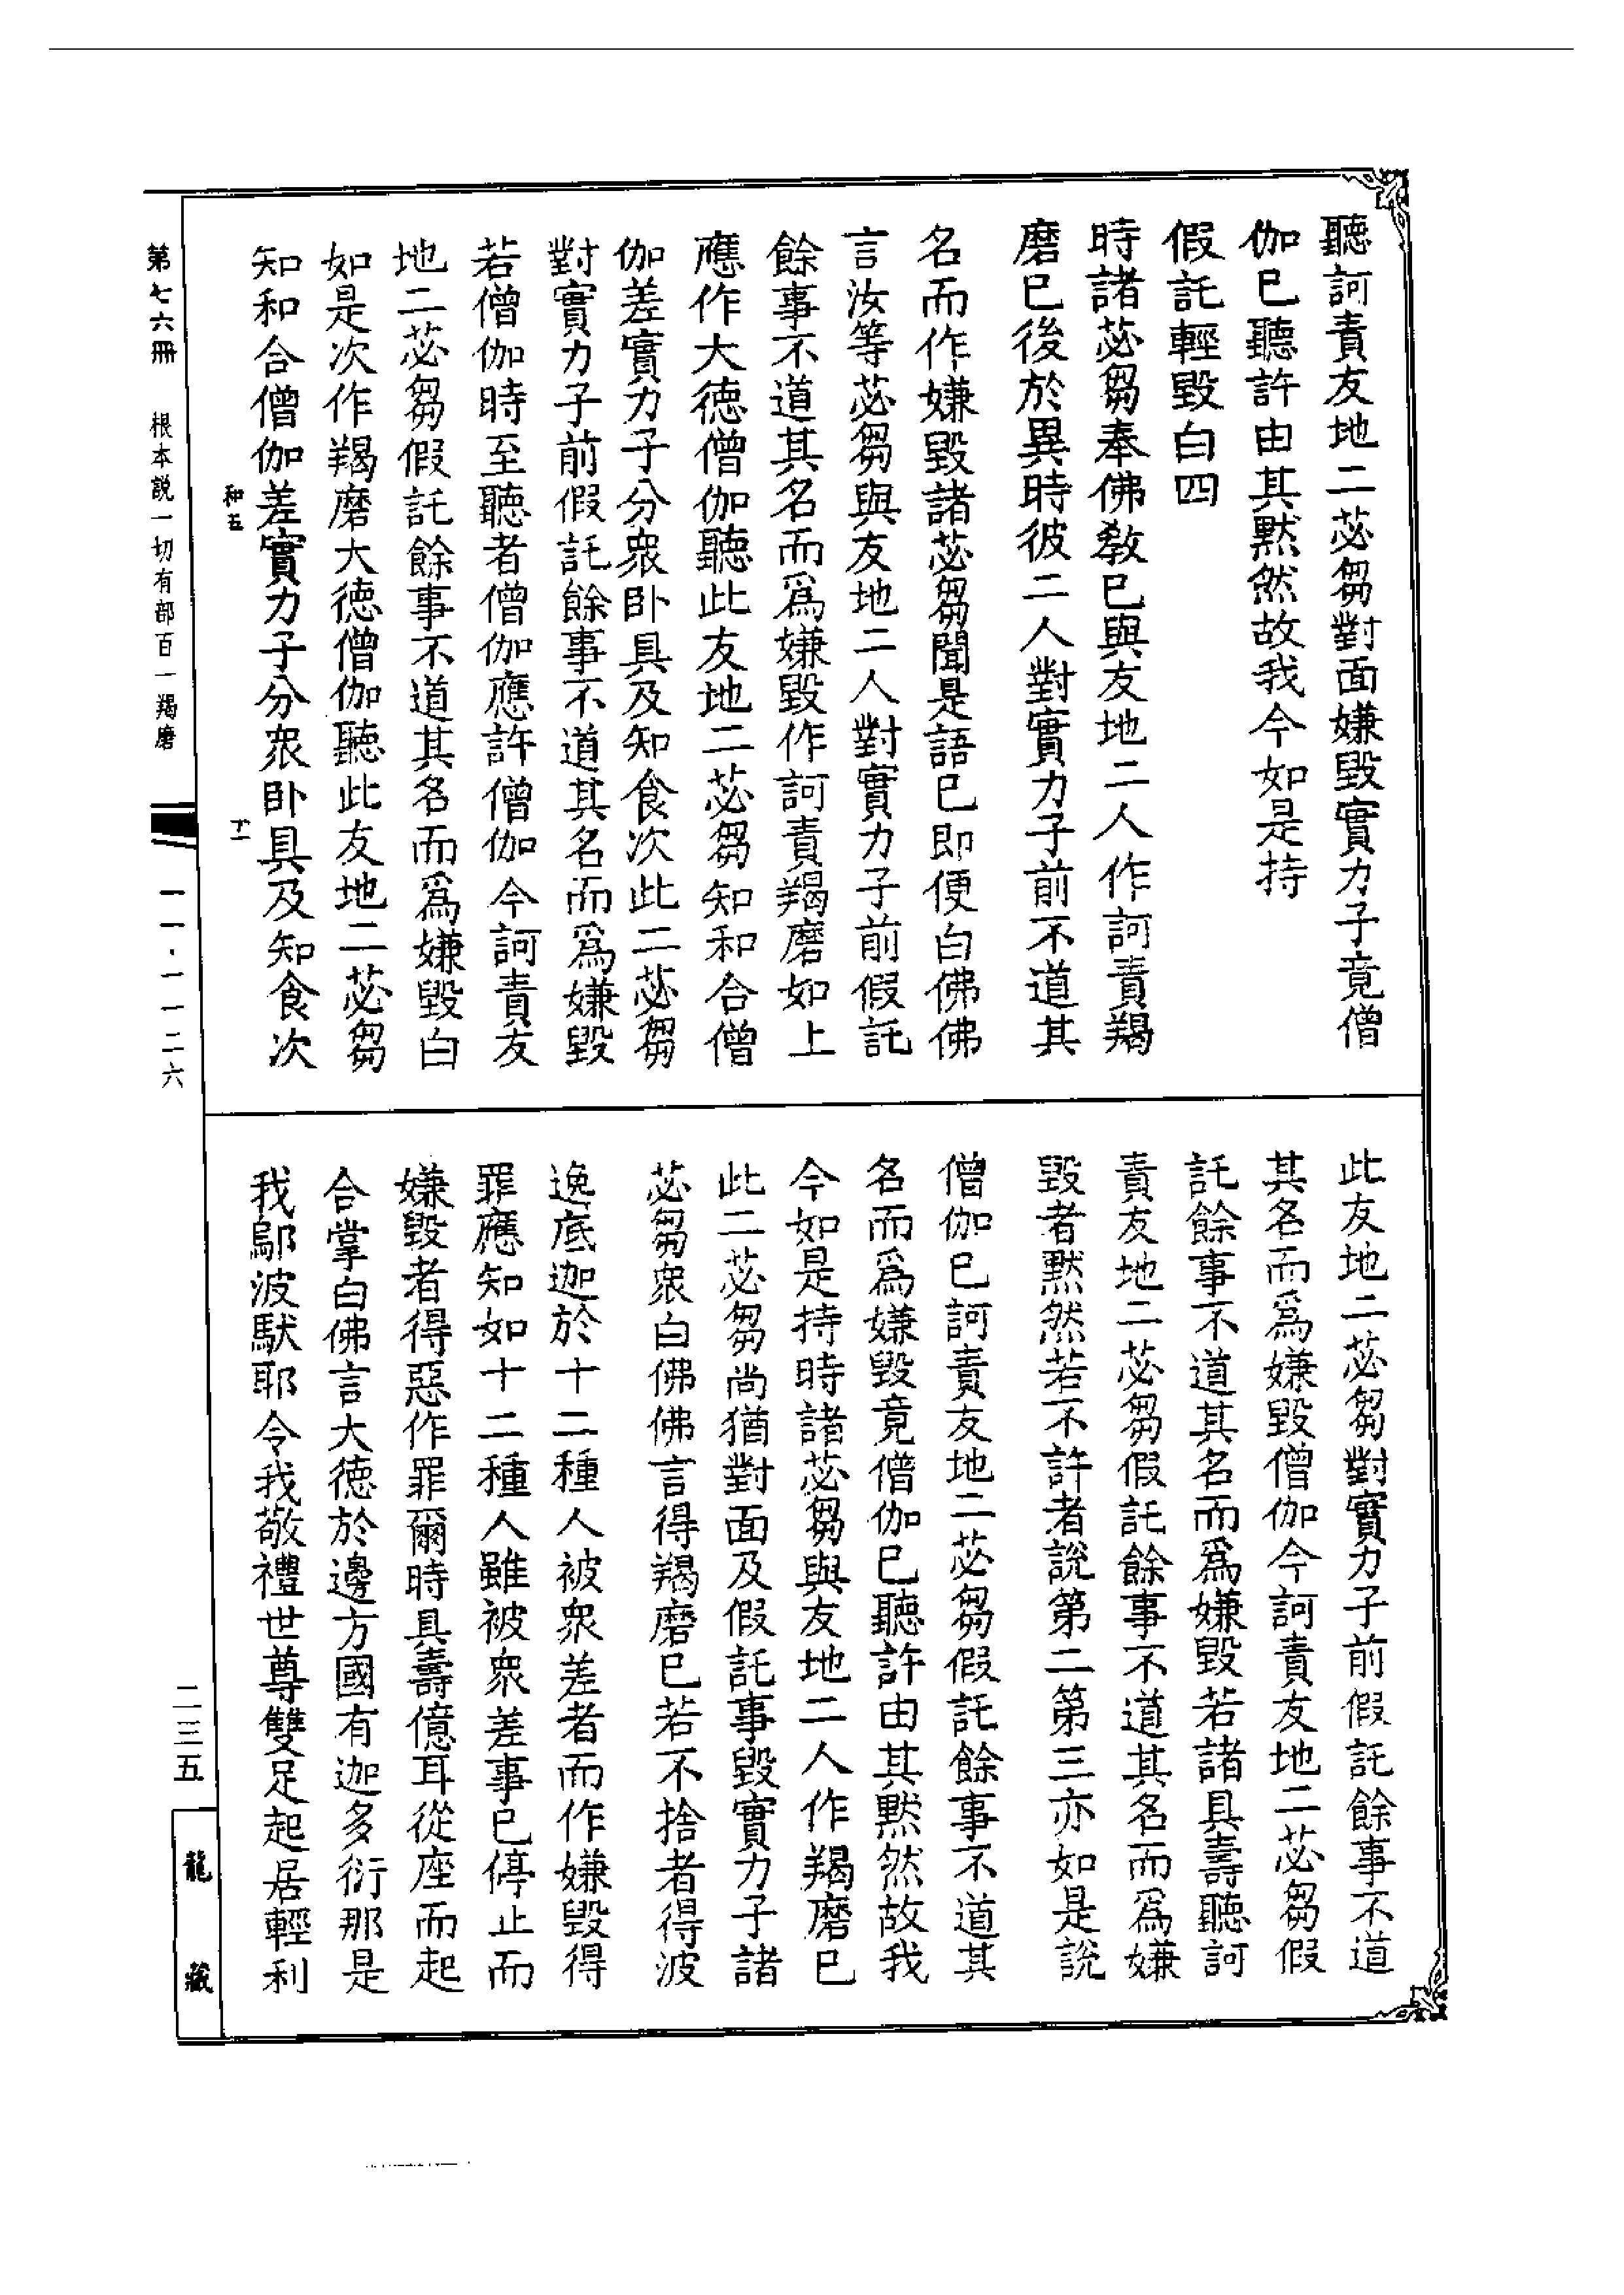 聽訶責友地二苾芻對面嫌毀實力子竟僧
伽已聽許由其默然故我今如是持
假託輕毀白四
時諸苾芻奉佛教已與友地二人作訶責羯
磨已後於異時彼二人對實力子前不道其
名而作嫌毀諸苾芻聞是語已即便白佛佛
言汝等苾芻與友地二人對實力子前假託
餘事不道其名而爲嫌毀作訶責羯磨如上
應作大德僧伽聽此友地二苾芻知和合僧
伽差實力子分衆卧具及知食次此二苾芻
對實力子前假託餘事不道其名而爲嫌毀
若僧伽時至聽者僧伽應許僧伽今訶責友
地二苾芻假託餘事不道其名而爲嫌毀白
如是次作羯磨大德僧伽聽此友地二苾芻
知和合僧伽差實力子分衆卧具及知食次
和五
十一
此友地二苾芻對實力子前假託餘事不道
其名而爲嫌毀僧伽今訶責友地二苾芻假
託餘事不道其名而爲嫌毀若諸具壽聽訶
責友地二苾芻假託餘事不道其名而爲嫌
毀者默然若不許者說第二第三亦如是說
僧伽已訶責友地二苾芻假託餘事不道其
名而爲嫌毀竟僧伽已聽許由其默然故我
今如是持時諸苾芻與友地二人作羯磨已
此二苾芻尚猶對面及假託事毀實力子諸
苾芻衆白佛佛言得羯磨已若不捨者得波
逸底迦於十二種人被衆差者而作嫌毀得
罪應知如十二種人雖被衆差事已停止而
嫌毀者得惡作罪爾時具壽億耳從座而起
合掌白佛言大德於邊方國有迦多衍那是
我鄔波馱耶令我敬禮世尊雙足起居輕利
第七六冊 根本說一切有部百一羯磨 一一·一一二六
二三五
龍藏